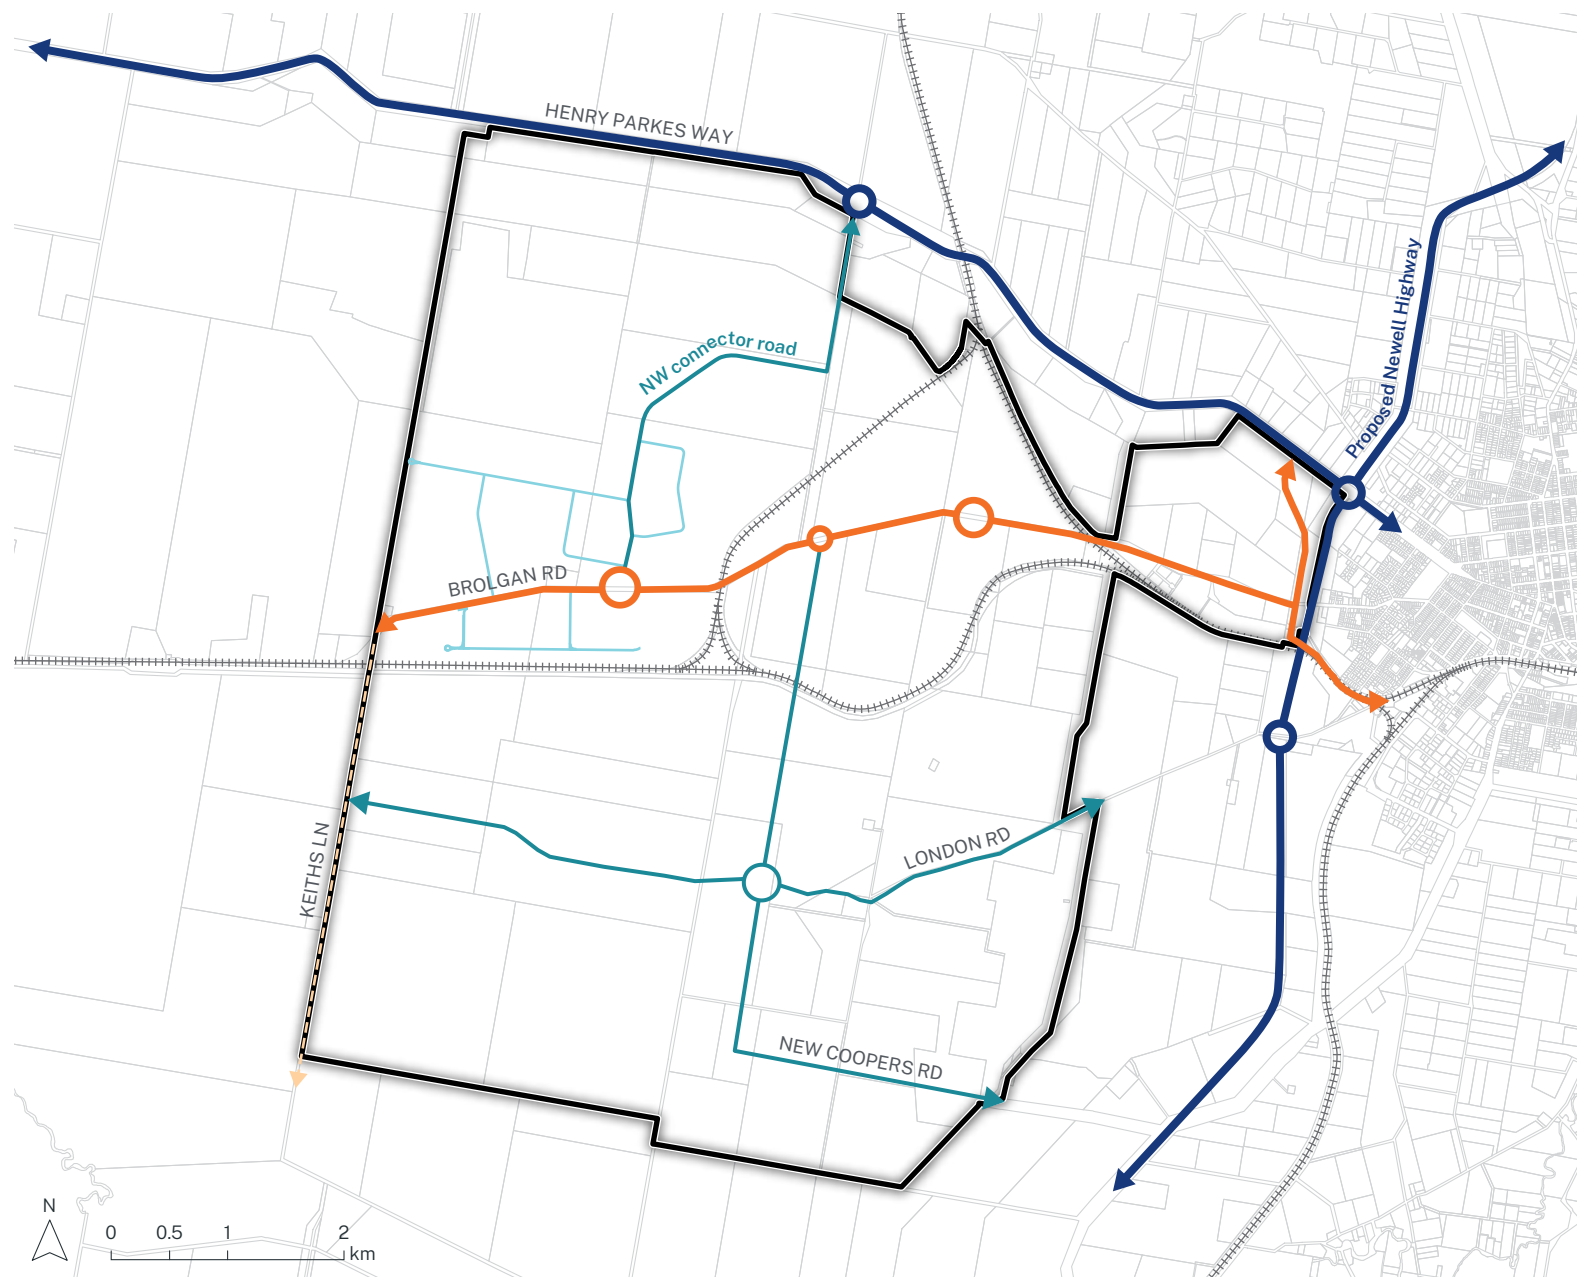 HENRY PARKES WAY
Proposed Newell Highway
NW connector road
BROLGAN RD
LONDON RD
KEITHS LN
NEW COOPERS RD
N
0 0.5 1 2
km